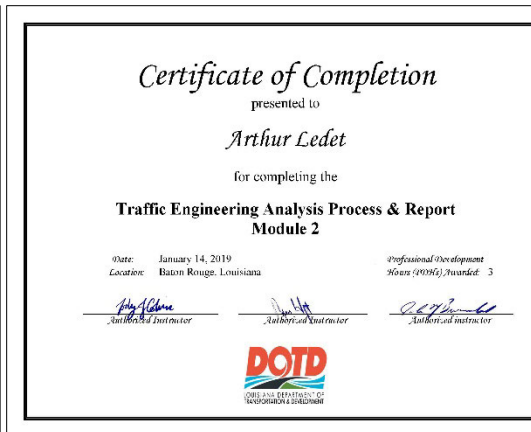 Certificate of Completion
presented to
Arthur Ledet
for completing the
Traffic Engineering Analysis Process & Report
Module 2
Date: January 14, 2019
Location: Baton Rouge, Louisiana
Professional Development
Hours (PDHs) Awarded: 3
Authorized Instructor
Authorized Instructor
Authorized instructor
DOTD
LOUISIANA DEPARTMENT OF
TRANSPORTATION & DEVELOPMENT